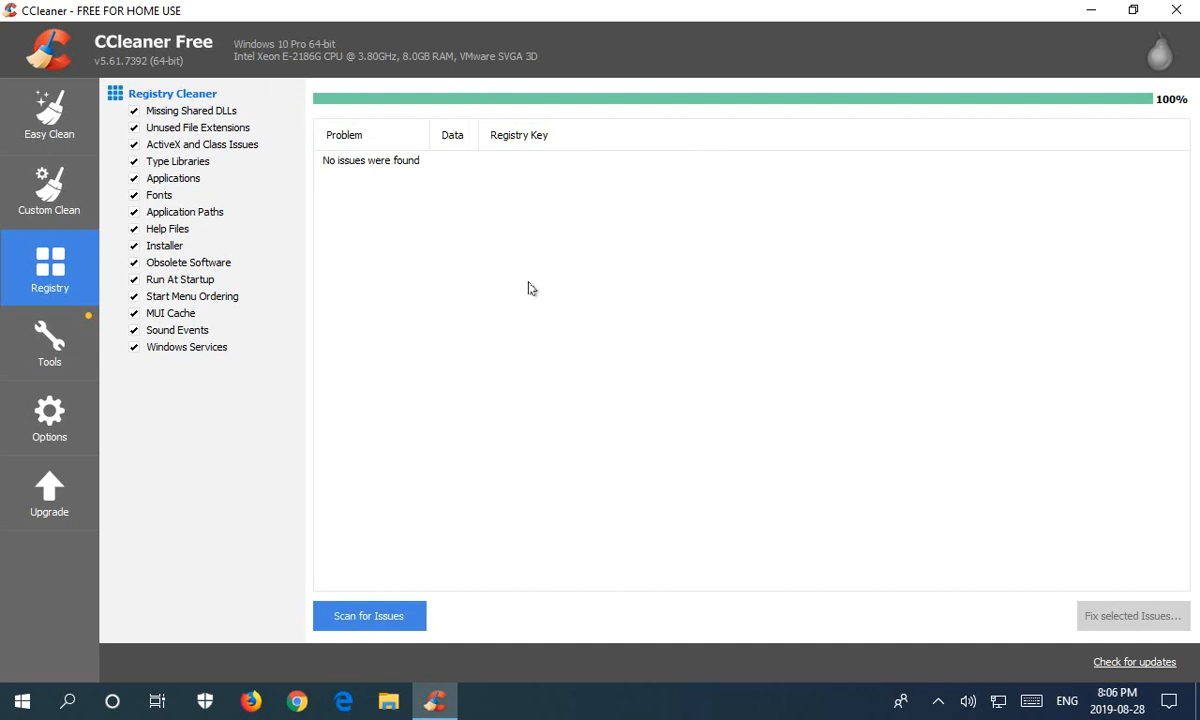 CCleaner - FREE FOR HOME USE
CCleaner Free
v5.61.7392 (64-bit)
Windows 10 Pro 64-bit
Intel Xeon E-2186G CPU @ 3.80GHz, 8.0GB RAM, VMware SVGA 3D
Easy Clean
Custom Clean
Registry
Tools
Options
Upgrade
Registry Cleaner
Missing Shared DLLs
Unused File Extensions
ActiveX and Class Issues
Type Libraries
Applications
Fonts
Application Paths
Help Files
Installer
Obsolete Software
Run At Startup
Start Menu Ordering
MUI Cache
Sound Events
Windows Services
100%
Problem Data Registry Key
No issues were found
Scan for Issues
Fix selected Issues...
Check for updates
ENG
8:06 PM
2019-08-28